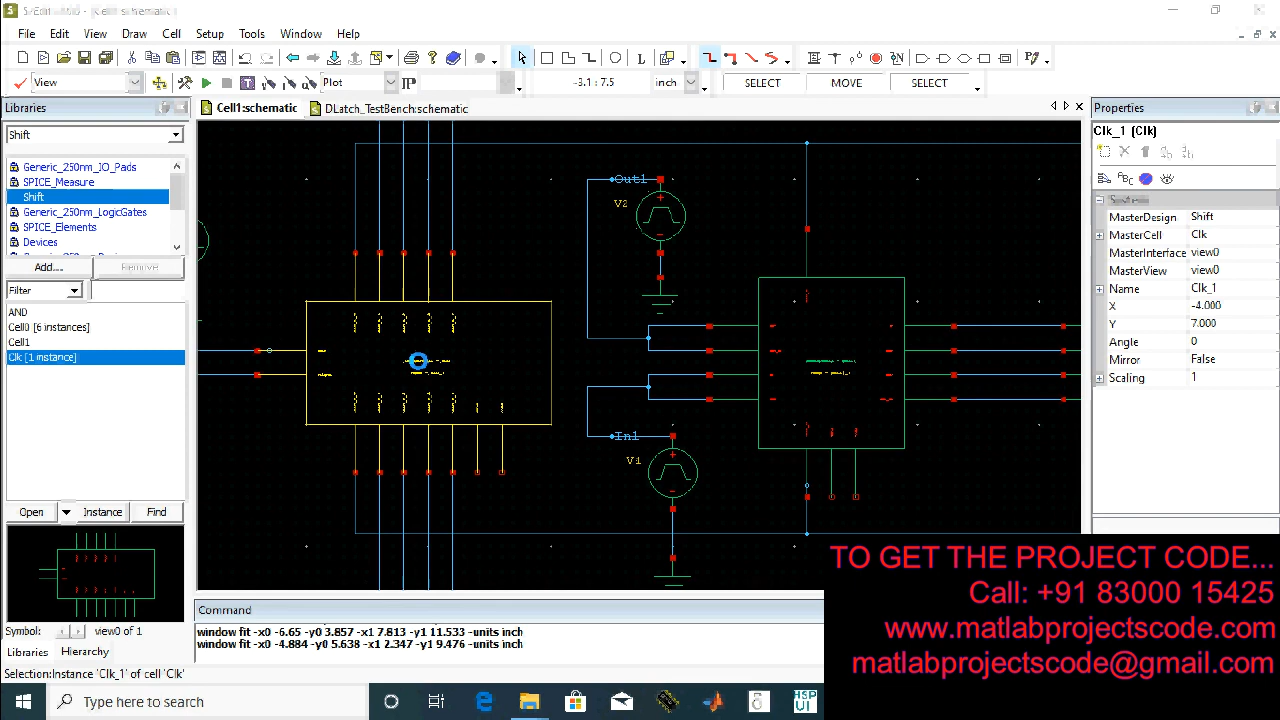 File Edit View Draw Cell Setup Tools Window Help
View Plot -3.1 : 7.5 inch SELECT MOVE SELECT
Libraries Cell1:schematic DLatch_TestBench:schematic Properties
Shift
Clk_1 (Clk)
Generic_250nm_IO_Pads
SPICE_Measure
Shift
Generic_250nm_LogicGates
SPICE_Elements
Devices
Add... Remove
Filter
AND
Cell0 [6 instances]
Cell1
Clk [1 instance]
Open Instance Find
Symbol: view0 of 1
Libraries Hierarchy
Out1
V2
In1
V4
MasterDesign Shift
MasterCell Clk
MasterInterface view0
MasterView view0
Name Clk_1
X -4.000
Y 7.000
Angle 0
Mirror False
Scaling 1
Command
window fit -x0 -6.65 -y0 3.857 -x1 7.813 -y1 11.533 -units inch
window fit -x0 -4.884 -y0 5.638 -x1 2.347 -y1 9.476 -units inch
Selection:Instance 'Clk_1' of cell 'Clk'
TO GET THE PROJECT CODE...
Call: +91 83000 15425
www.matlabprojectscode.com
matlabprojectscode@gmail.com
Type here to search
HSP
UI